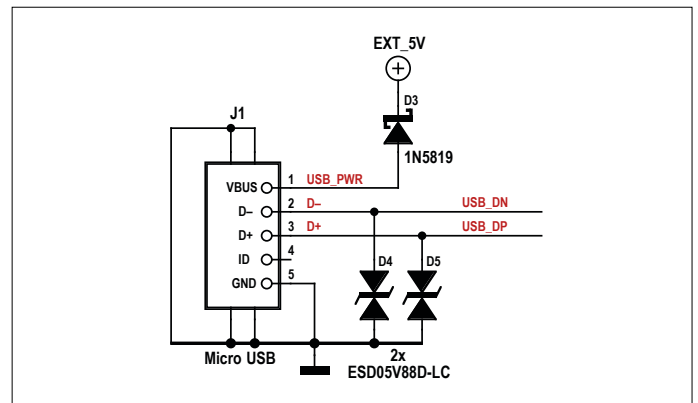 EXT_5V
D3
J1
1N5819
VBUS 1 USB_PWR
D– 2 D– USB_DN
D+ 3 D+ USB_DP
ID 4
GND 5
D4 D5
Micro USB
2x
ESD05V88D-LC